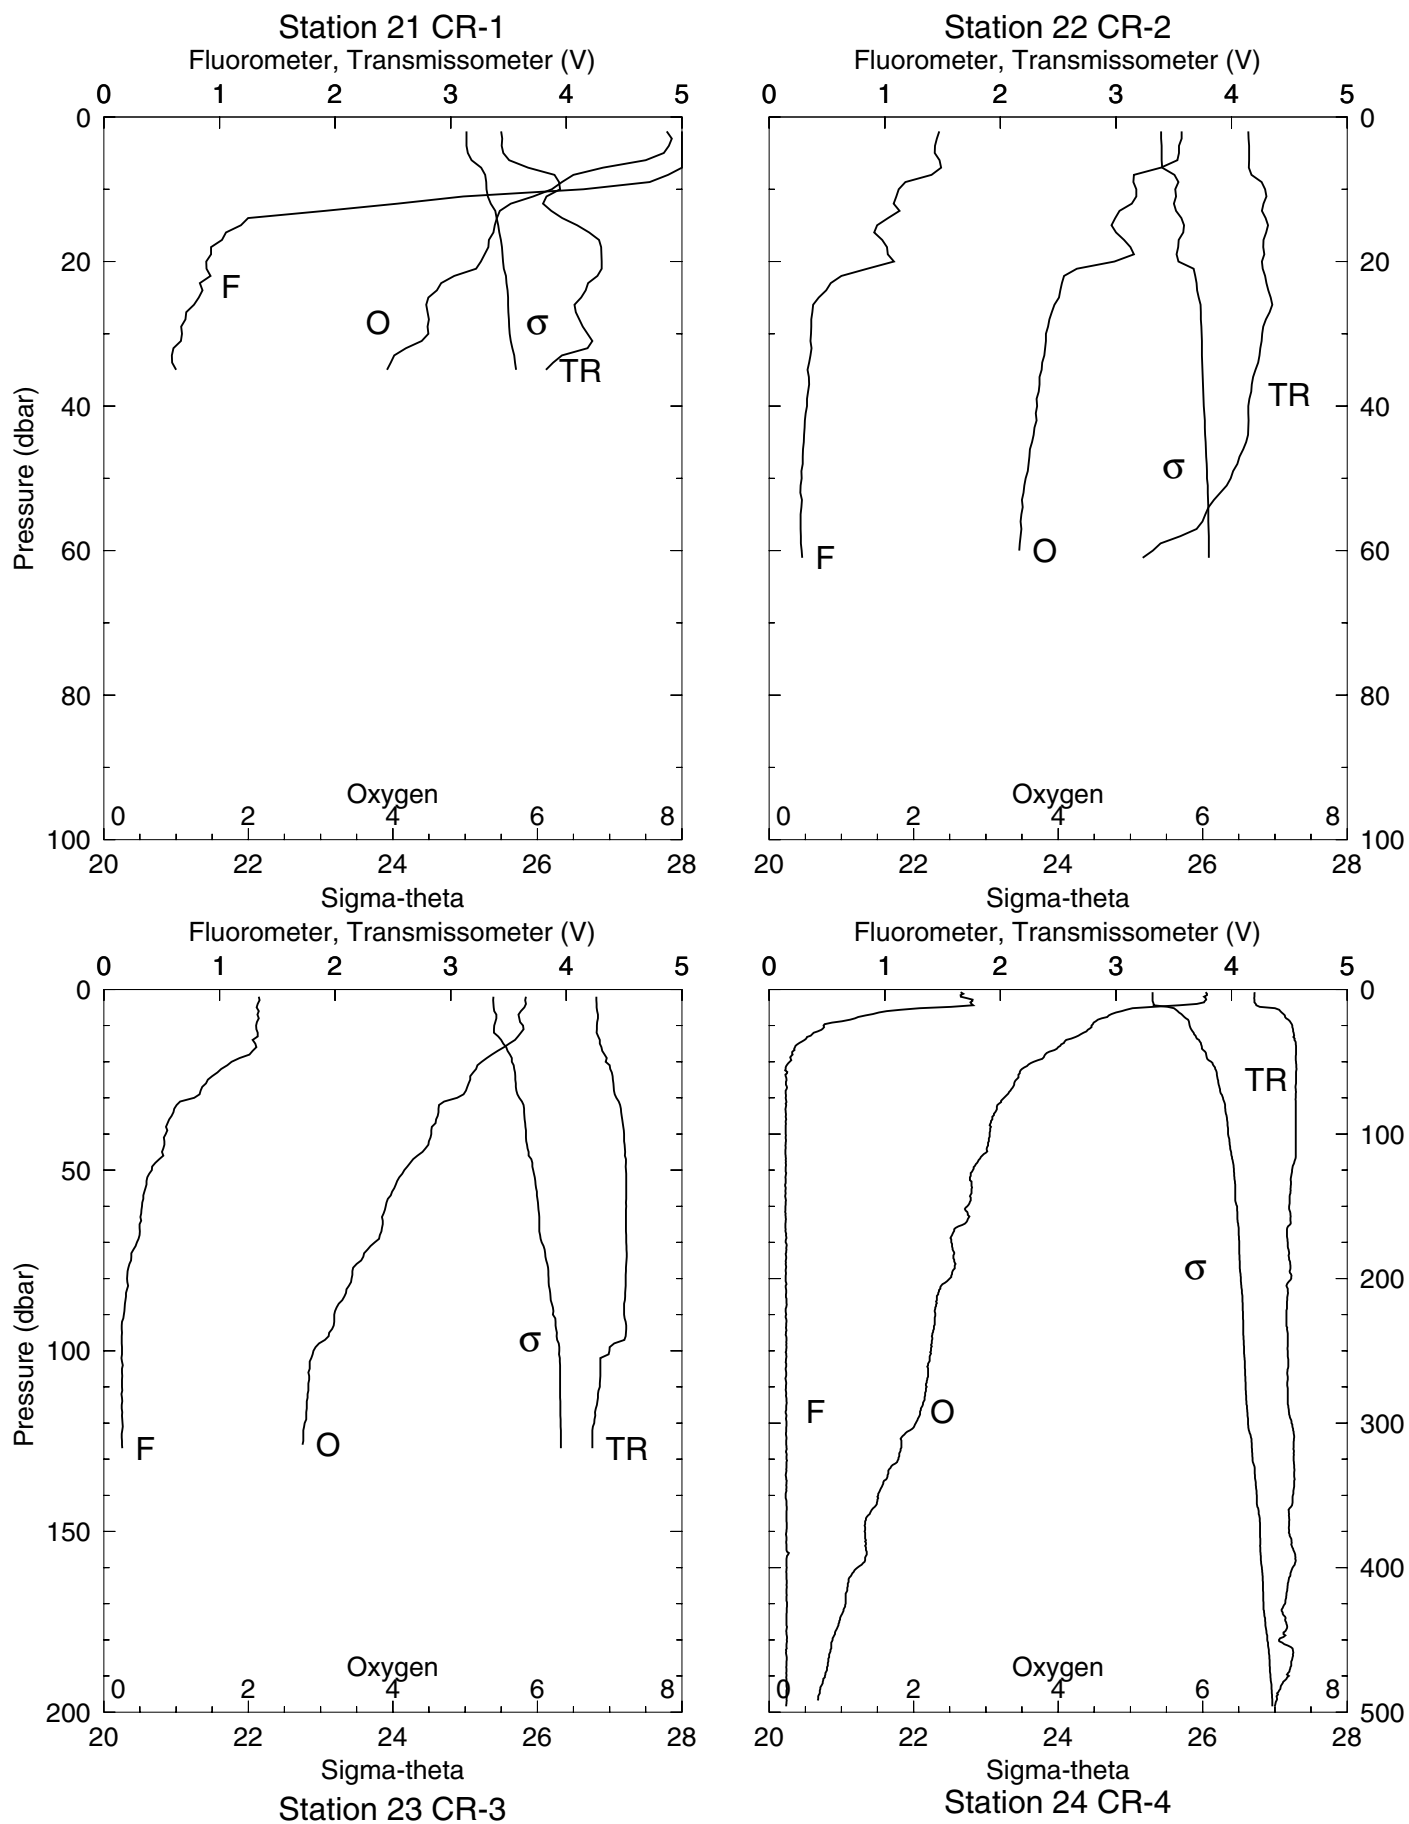 Station 21 CR-1
Fluorometer, Transmissometer (V)
0 1 2 3 4 5
0
20
40
60
80
100
Pressure (dbar)
F
O
σ
TR
Oxygen
0 2 4 6 8
20 22 24 26 28
Sigma-theta
Station 22 CR-2
Fluorometer, Transmissometer (V)
0 1 2 3 4 5
0
20
40
60
80
100
TR
σ
F
O
Oxygen
0 2 4 6 8
20 22 24 26 28
Sigma-theta
Fluorometer, Transmissometer (V)
0 1 2 3 4 5
0
50
100
150
200
Pressure (dbar)
σ
F
O
TR
Oxygen
0 2 4 6 8
20 22 24 26 28
Sigma-theta
Station 23 CR-3
Fluorometer, Transmissometer (V)
0 1 2 3 4 5
0
100
200
300
400
500
TR
σ
F
O
Oxygen
0 2 4 6 8
20 22 24 26 28
Sigma-theta
Station 24 CR-4